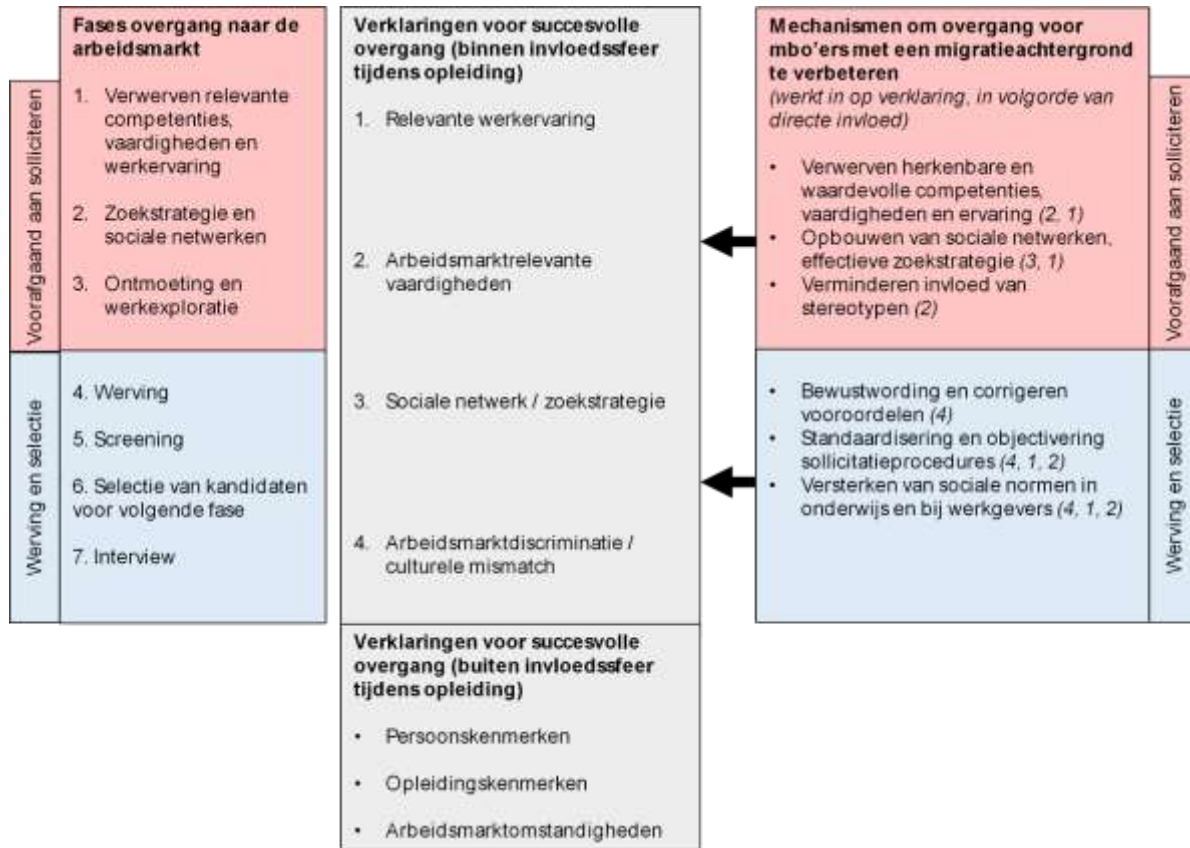 Voorafgaand aan solliciteren
Werving en selectie
Fases overgang naar de
arbeidsmarkt
1. Verwerven relevante
competenties,
vaardigheden en
werkervaring
2. Zoekstrategie en
sociale netwerken
3. Ontmoeting en
werkexploratie
4. Werving
5. Screening
6. Selectie van kandidaten
voor volgende fase
7. Interview
Verklaringen voor succesvolle
overgang (binnen invloedssfeer
tijdens opleiding)
1. Relevante werkervaring
2. Arbeidsmarktrelevante
vaardigheden
3. Sociale netwerk / zoekstrategie
4. Arbeidsmarktdiscriminatie /
culturele mismatch
Verklaringen voor succesvolle
overgang (buiten invloedssfeer
tijdens opleiding)
• Persoonskenmerken
• Opleidingskenmerken
• Arbeidsmarktomstandigheden
Mechanismen om overgang voor
mbo'ers met een migratieachtergrond
te verbeteren
(werkt in op verklaring, in volgorde van
directe invloed)
• Verwerven herkenbare en
waardevolle competenties,
vaardigheden en ervaring (2, 1)
• Opbouwen van sociale netwerken,
effectieve zoekstrategie (3, 1)
• Verminderen invloed van
stereotypen (2)
• Bewustwording en corrigeren
vooroordelen (4)
• Standaardisering en objectivering
sollicitatieprocedures (4, 1, 2)
• Versterken van sociale normen in
onderwijs en bij werkgevers (4, 1, 2)
Voorafgaand aan solliciteren
Werving en selectie